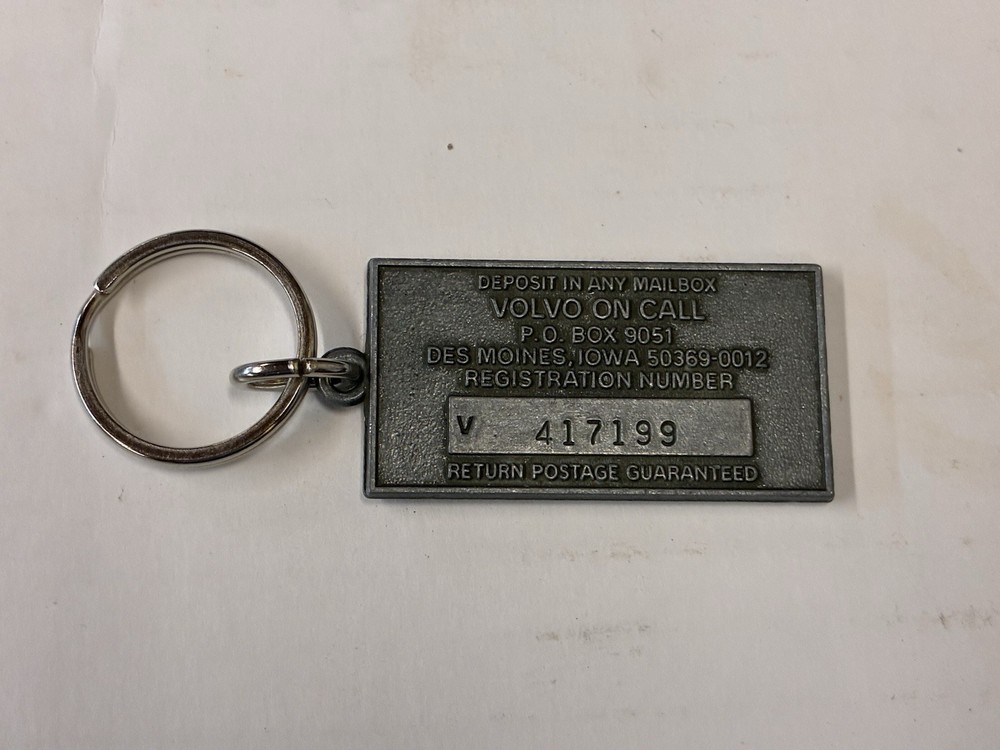 DEPOSIT IN ANY MAILBOX
VOLVO ON CALL
P.O. BOX 9051
DES MOINES, IOWA 50369-0012
REGISTRATION NUMBER
V 417199
RETURN POSTAGE GUARANTEED